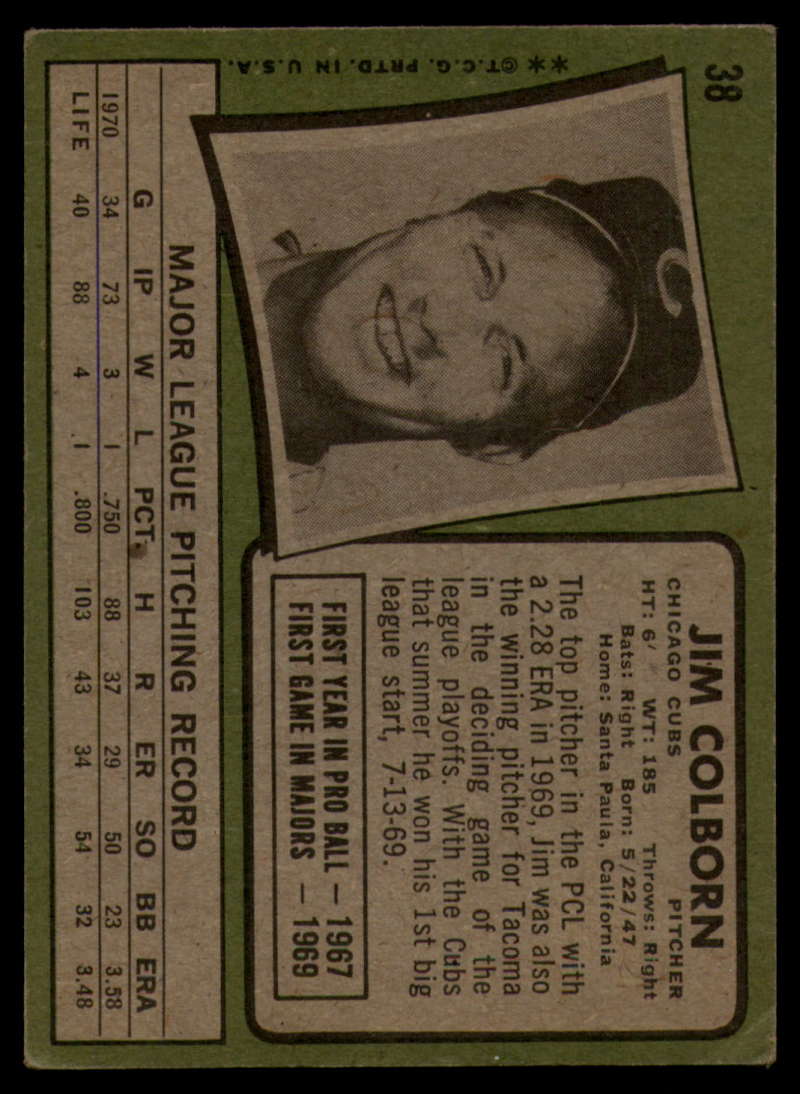 38
** ©T.C.G. PRTD. IN U.S.A.
C
JIM COLBORN
CHICAGO CUBS PITCHER
HT: 6' WT: 185 Throws: Right
Bats: Right Born: 5/22/47
Home: Santa Paula, California
The top pitcher in the PCL with
a 2.28 ERA in 1969, Jim was also
the winning pitcher for Tacoma
in the deciding game of the
league playoffs. With the Cubs
that summer he won his 1st big
league start, 7-13-69.
FIRST YEAR IN PRO BALL — 1967
FIRST GAME IN MAJORS — 1969
MAJOR LEAGUE PITCHING RECORD
G IP W L PCT. H R ER SO BB ERA
1970 34 73 3 1 .750 88 37 29 50 23 3.58
LIFE 40 88 4 1 .800 103 43 34 54 32 3.48